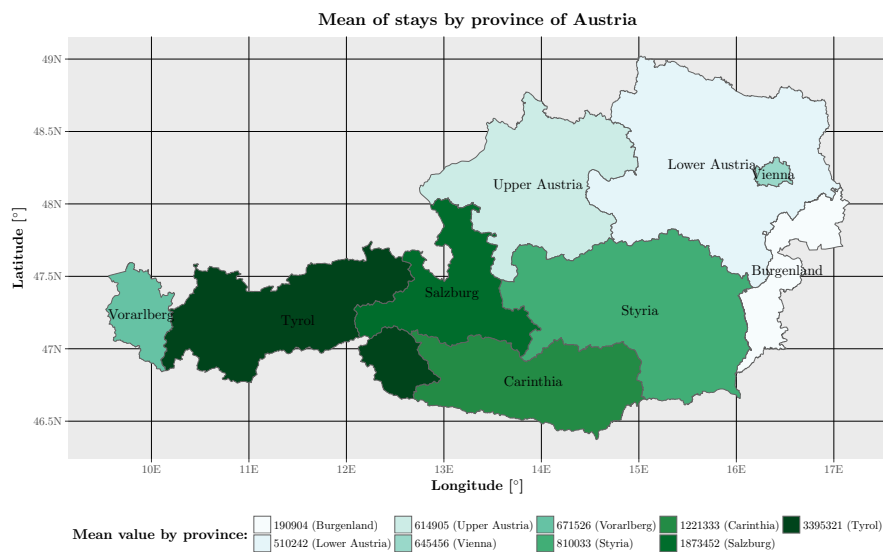 Mean of stays by province of Austria
49N
48.5N
48N
47.5N
47N
46.5N
Latitude [°]
Lower Austria
Vienna
Upper Austria
Burgenland
Salzburg
Vorarlberg
Styria
Tyrol
Carinthia
10E 11E 12E 13E 14E 15E 16E 17E
Longitude [°]
Mean value by province:
190904 (Burgenland) 614905 (Upper Austria) 671526 (Vorarlberg) 1221333 (Carinthia) 3395321 (Tyrol)
510242 (Lower Austria) 645456 (Vienna) 810033 (Styria) 1873452 (Salzburg)